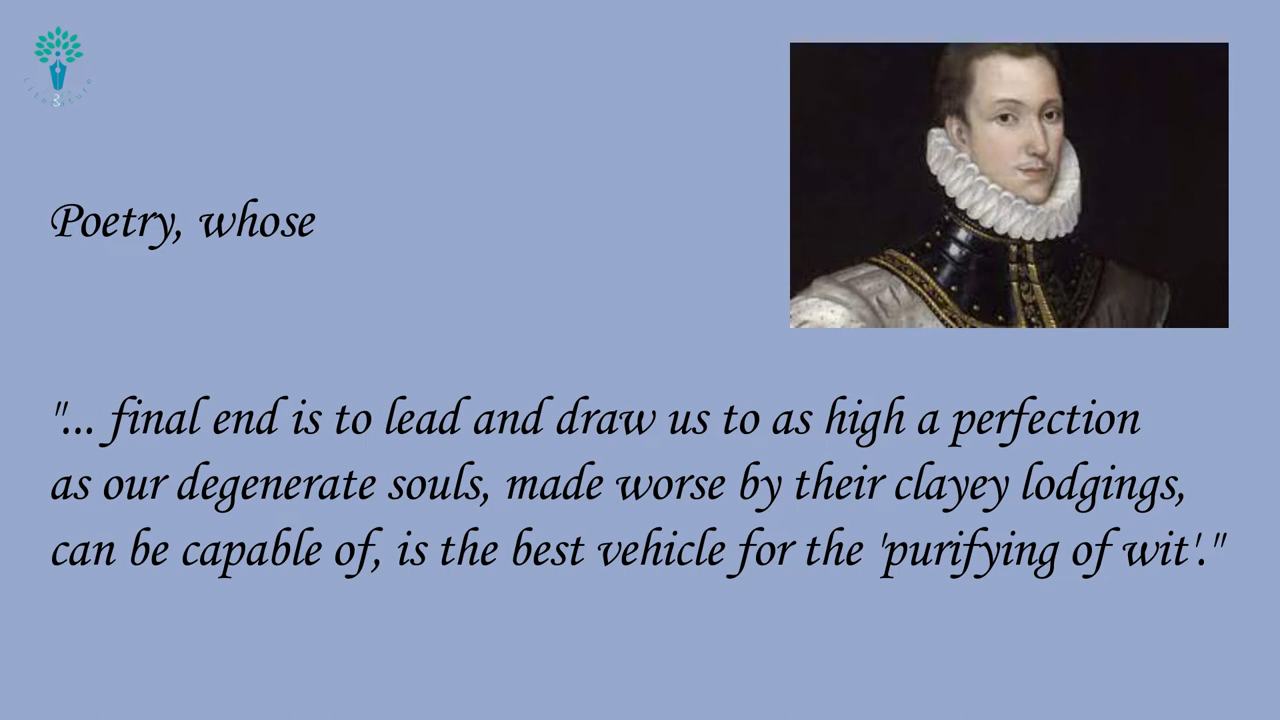 Poetry, whose
"... final end is to lead and draw us to as high a perfection
as our degenerate souls, made worse by their clayey lodgings,
can be capable of, is the best vehicle for the 'purifying of wit'."